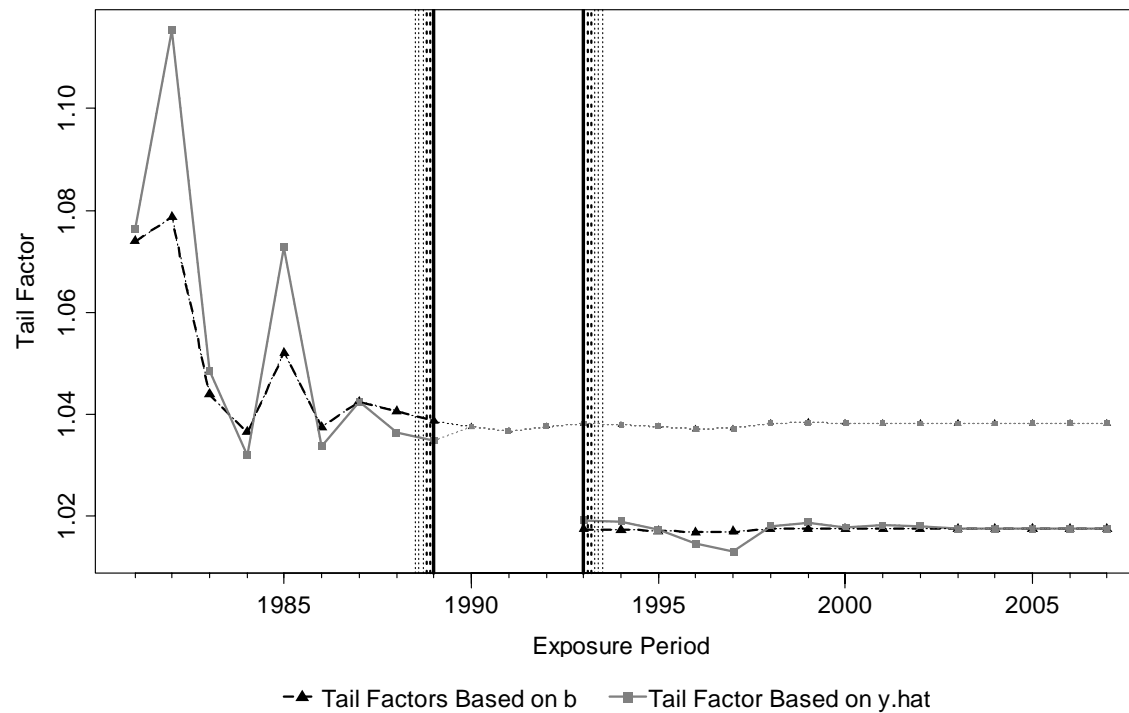 1.10
1.08
1.06
1.04
1.02
Tail Factor
1985 1990 1995 2000 2005
Exposure Period
Tail Factors Based on b Tail Factor Based on y.hat